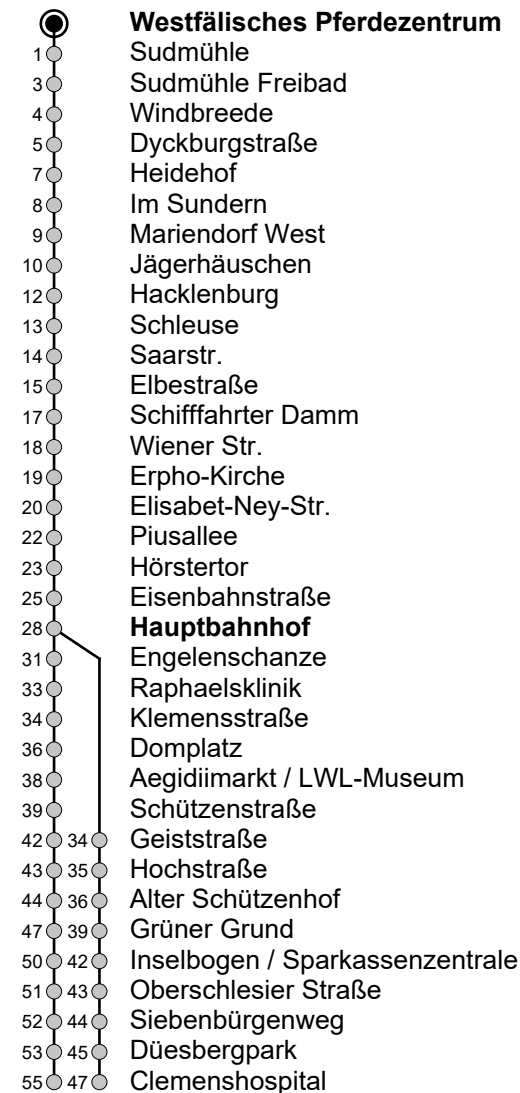 Westfälisches Pferdezentrum
1 Sudmühle
3 Sudmühle Freibad
4 Windbreede
5 Dyckburgstraße
7 Heidehof
8 Im Sundern
9 Mariendorf West
10 Jägerhäuschen
12 Hacklenburg
13 Schleuse
14 Saarstr.
15 Elbestraße
17 Schifffahrter Damm
18 Wiener Str.
19 Erpho-Kirche
20 Elisabet-Ney-Str.
22 Piusallee
23 Hörstertor
25 Eisenbahnstraße
28 Hauptbahnhof
31 Engelenschanze
33 Raphaelsklinik
34 Klemensstraße
36 Domplatz
38 Aegidiimarkt / LWL-Museum
39 Schützenstraße
42 34 Geiststraße
43 35 Hochstraße
44 36 Alter Schützenhof
47 39 Grüner Grund
50 42 Inselbogen / Sparkassenzentrale
51 43 Oberschlesier Straße
52 44 Siebenbürgenweg
53 45 Düesbergpark
55 47 Clemenshospital